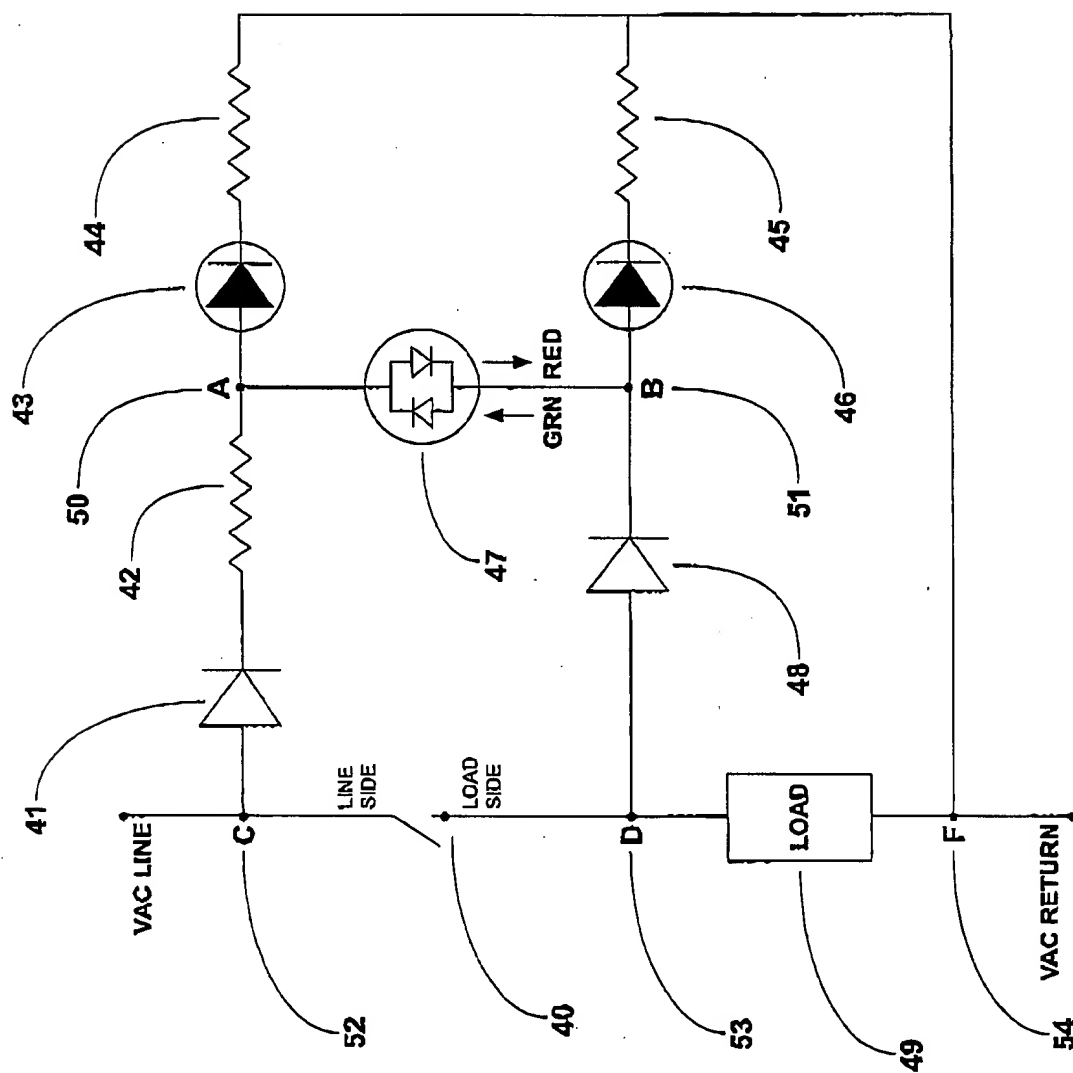 44
45
43
46
A
B
RED
GRN
50
51
42
47
48
41
LINE SIDE
LOAD SIDE
VAC LINE
C
D
LOAD
F
VAC RETURN
52
40
53
49
54